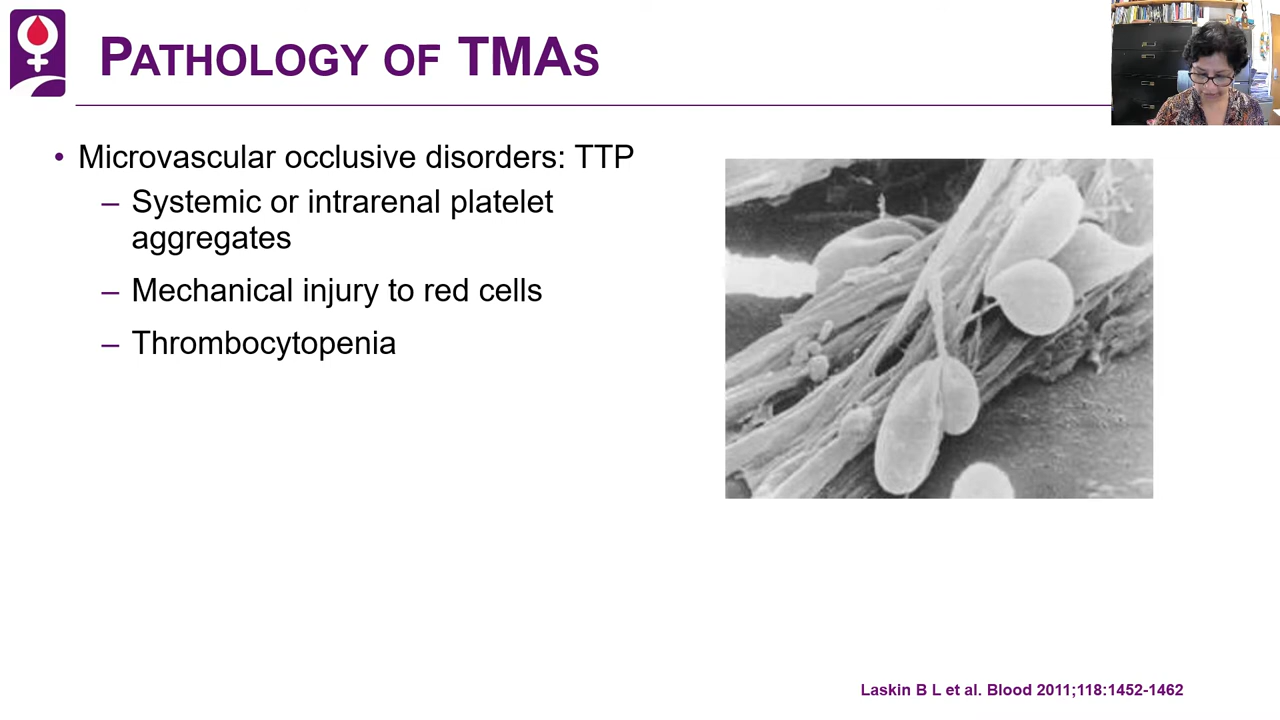 PATHOLOGY OF TMAS
• Microvascular occlusive disorders: TTP
– Systemic or intrarenal platelet
aggregates
– Mechanical injury to red cells
– Thrombocytopenia
Laskin B L et al. Blood 2011;118:1452-1462